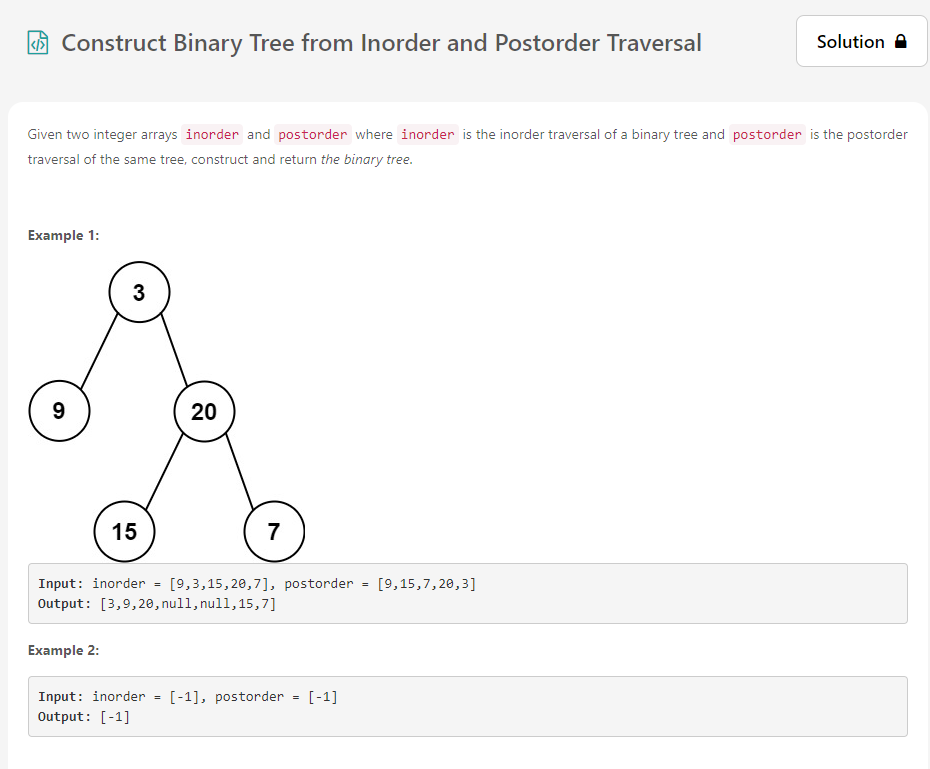 Construct Binary Tree from Inorder and Postorder Traversal
Solution
Given two integer arrays inorder and postorder where inorder is the inorder traversal of a binary tree and postorder is the postorder
traversal of the same tree, construct and return the binary tree.
Example 1:
3
9
20
15
7
Input: inorder = [9,3,15,20,7], postorder = [9,15,7,20,3]
Output: [3,9,20,null,null,15,7]
Example 2:
Input: inorder = [-1], postorder = [-1]
Output: [-1]